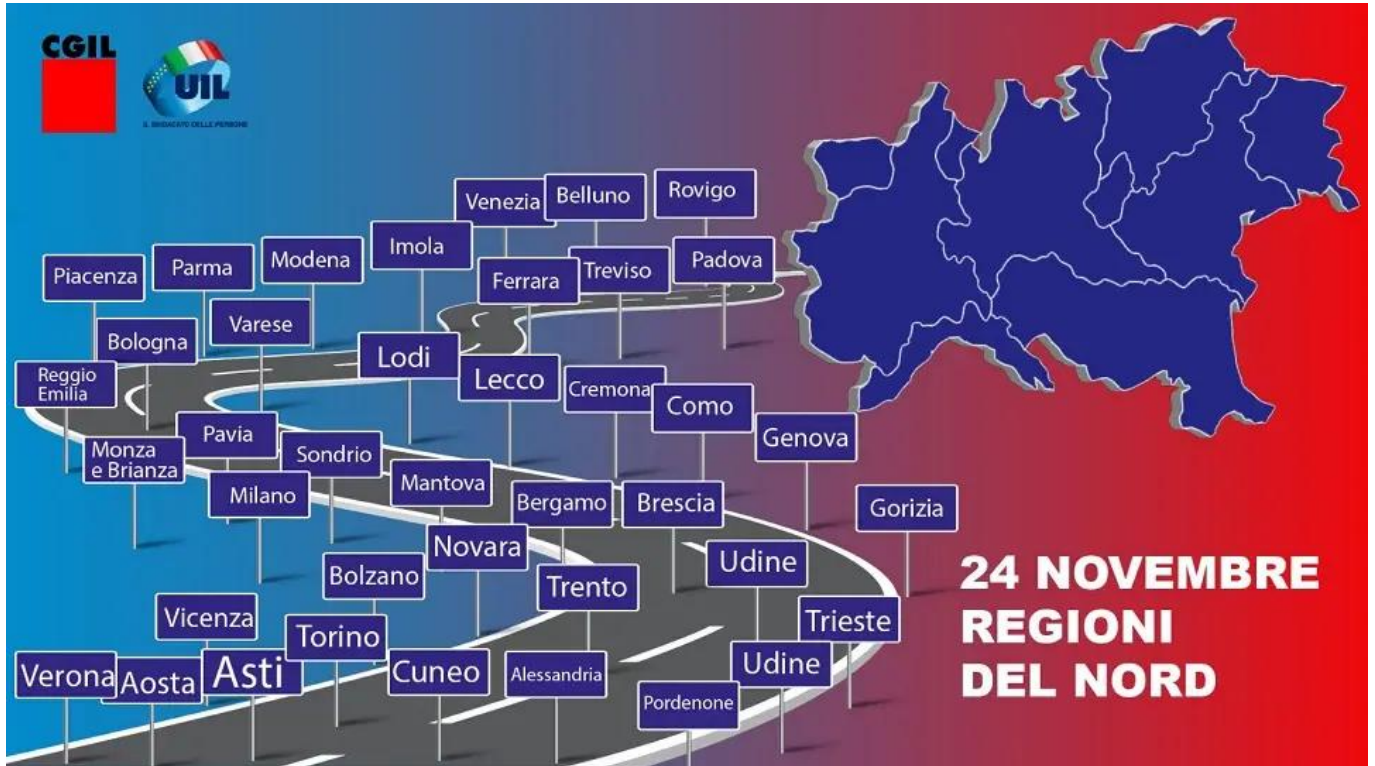 CGIL
UIL
IL SINDACATO DELLE PERSONE
Venezia
Belluno
Rovigo
Piacenza
Parma
Modena
Imola
Ferrara
Treviso
Padova
Bologna
Varese
Lodi
Lecco
Cremona
Como
Reggio
Emilia
Monza
e Brianza
Pavia
Sondrio
Genova
Milano
Mantova
Bergamo
Brescia
Gorizia
Novara
Bolzano
Trento
Udine
Vicenza
Torino
Trieste
Verona
Aosta
Asti
Cuneo
Alessandria
Udine
Pordenone
24 NOVEMBRE
REGIONI
DEL NORD